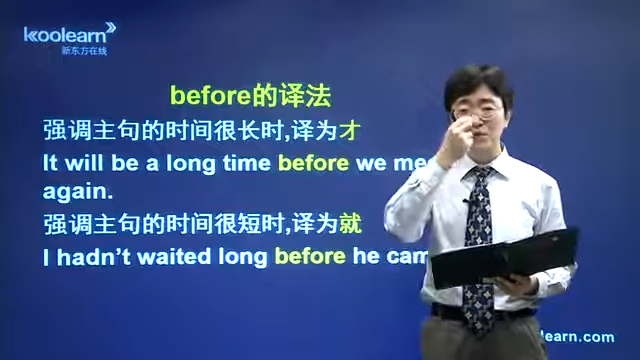 koolearn
新东方在线
before的译法
强调主句的时间很长时,译为才
It will be a long time before we
again.
强调主句的时间很短时,译为就
I hadn't waited long before he
learn.com